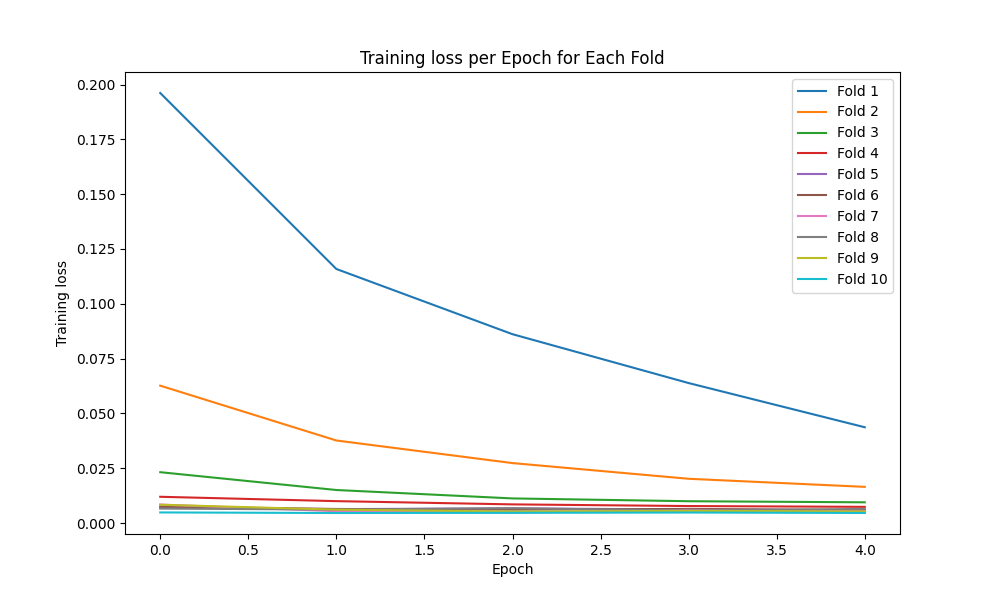 Training loss per Epoch for Each Fold
Training loss
0.200
0.175
0.150
0.125
0.100
0.075
0.050
0.025
0.000
Fold 1
Fold 2
Fold 3
Fold 4
Fold 5
Fold 6
Fold 7
Fold 8
Fold 9
Fold 10
0.0 0.5 1.0 1.5 2.0 2.5 3.0 3.5 4.0
Epoch